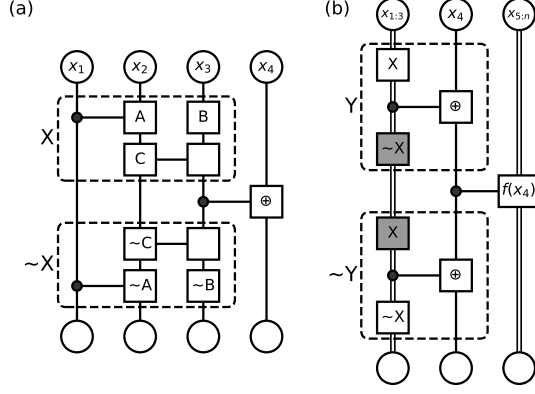 (a)
x₁ x₂ x₃ x₄
X
A B
C
⊕
~X
~C
~A ~B
(b)
x₁:₃ x₄ x₅:ₙ
X
Y
⊕
~X
f(x₄)
X
~Y
⊕
~X